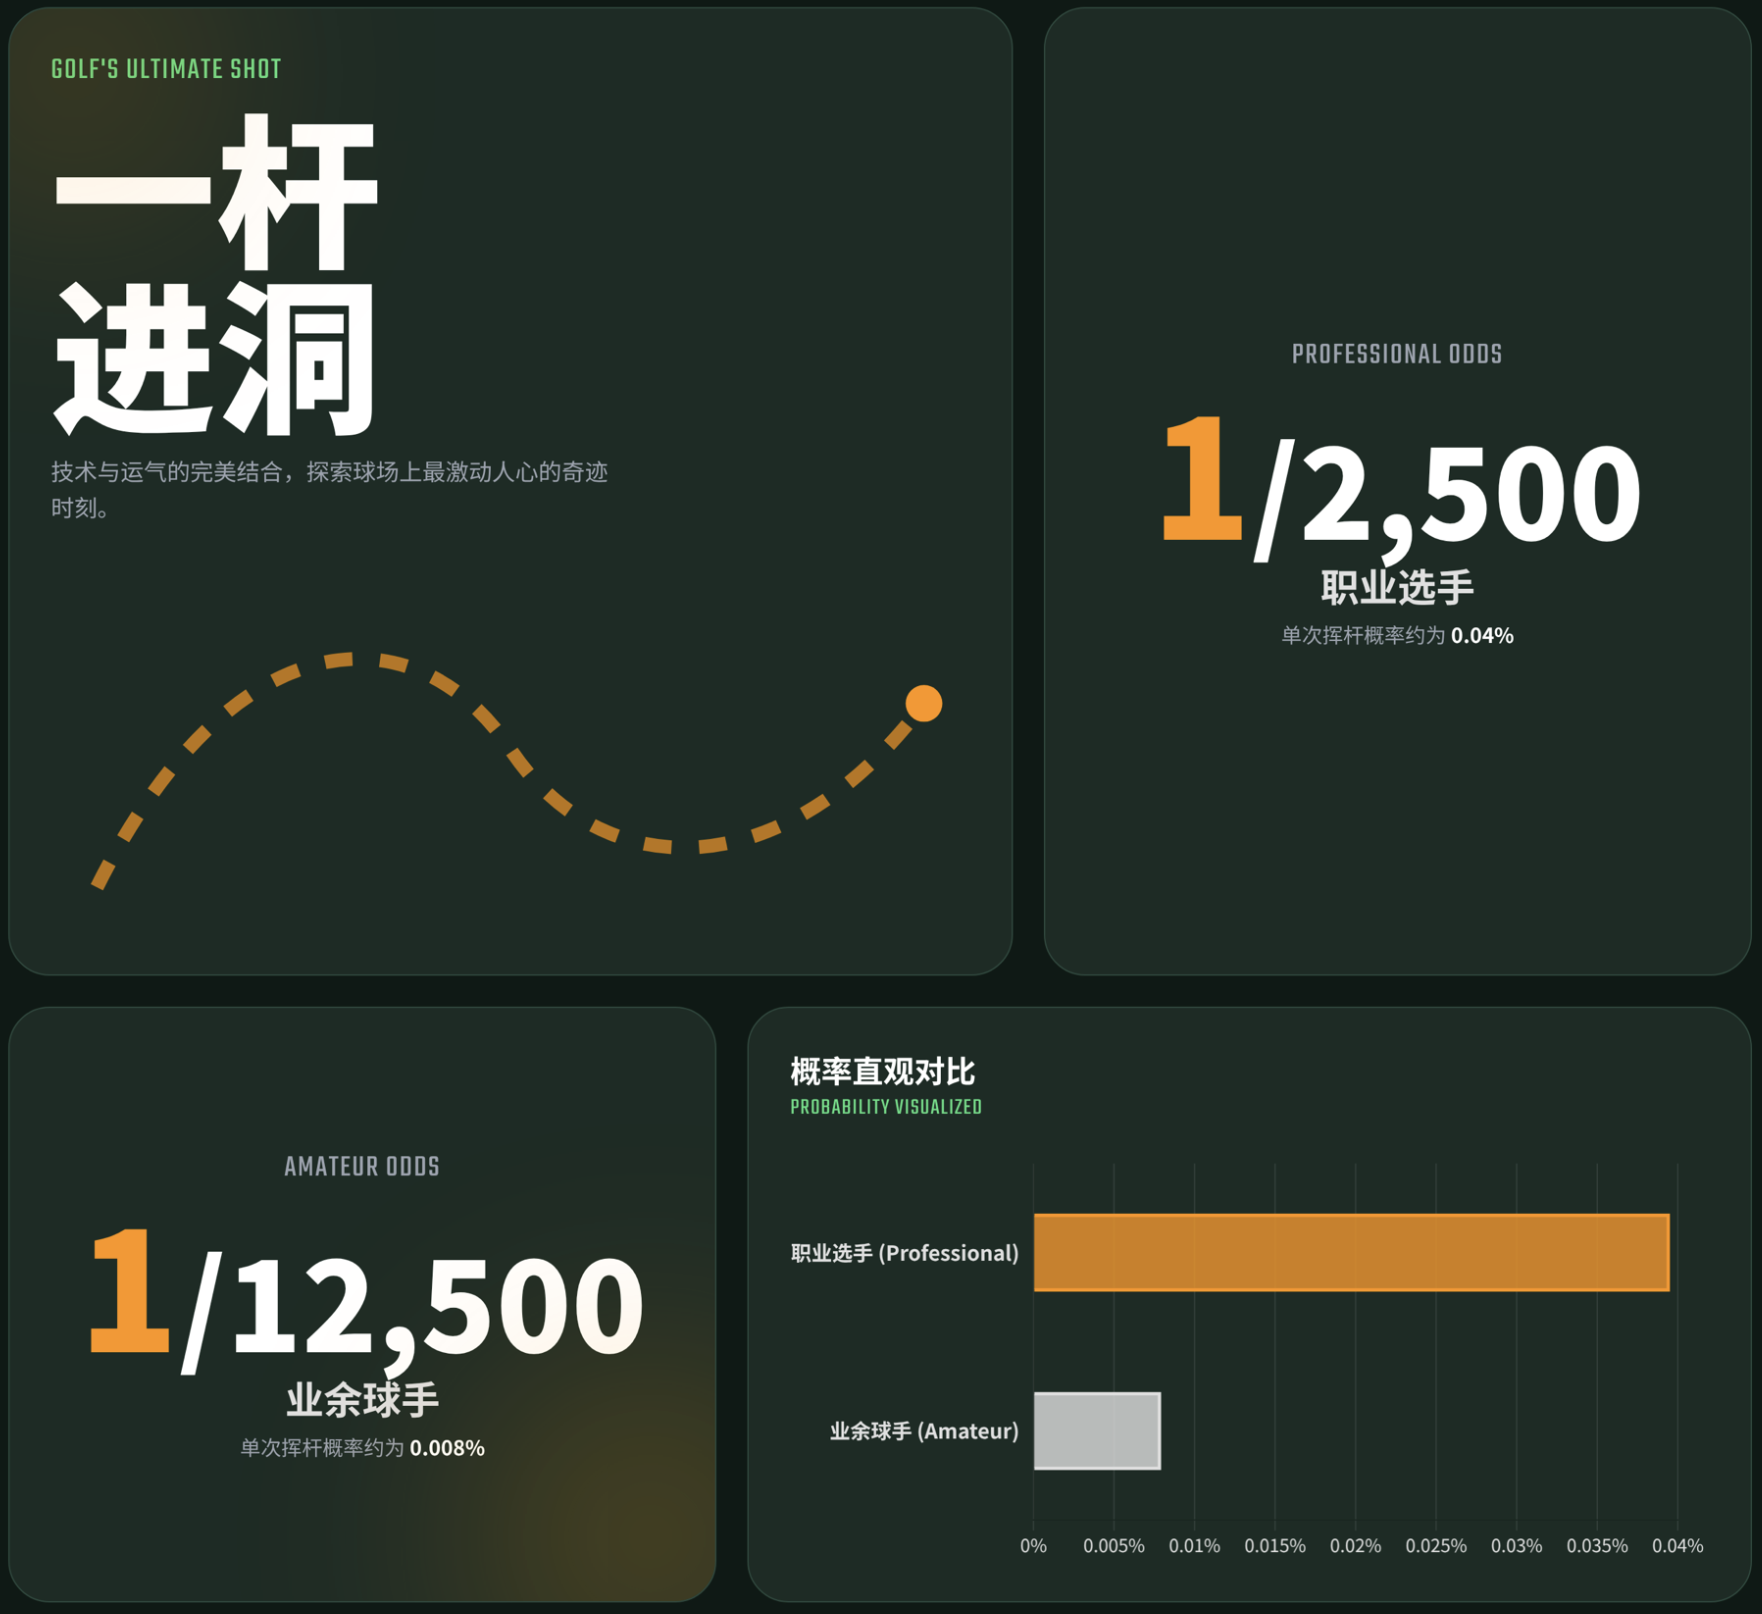 GOLF'S ULTIMATE SHOT
一杆
进洞
技术与运气的完美结合，探索球场上最激动人心的奇迹
时刻。
PROFESSIONAL ODDS
1/2,500
职业选手
单次挥杆概率约为 0.04%
AMATEUR ODDS
1/12,500
业余球手
单次挥杆概率约为 0.008%
概率直观对比
PROBABILITY VISUALIZED
职业选手 (Professional)
业余球手 (Amateur)
0% 0.005% 0.01% 0.015% 0.02% 0.025% 0.03% 0.035% 0.04%